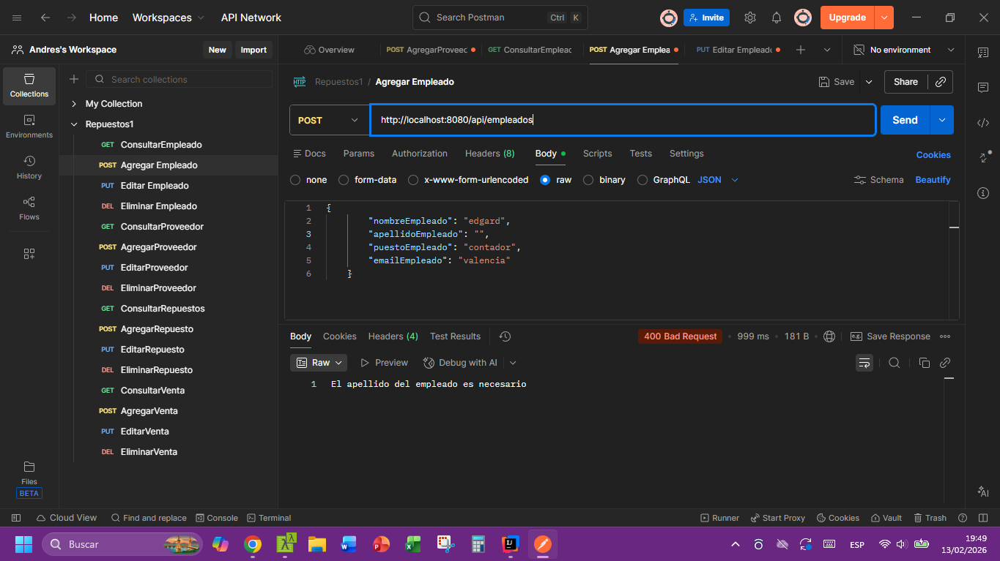 Home Workspaces API Network Search Postman Ctrl K Invite Upgrade
Andres's Workspace New Import Overview POST AgregarProveec GET ConsultarEmpleac POST Agregar Emplea PUT Editar Empleado No environment
Collections
Environments
History
Flows
Files
BETA
Search collections
My Collection
Repuestos1
GET ConsultarEmpleado
POST Agregar Empleado
PUT Editar Empleado
DEL Eliminar Empleado
GET ConsultarProveedor
POST AgregarProveedor
PUT EditarProveedor
DEL EliminarProveedor
GET ConsultarRepuestos
POST AgregarRepuesto
PUT EditarRepuesto
DEL EliminarRepuesto
GET ConsultarVenta
POST AgregarVenta
PUT EditarVenta
DEL EliminarVenta
HTTP Repuestos1 / Agregar Empleado Save Share
POST http://localhost:8080/api/empleados Send
Docs Params Authorization Headers (8) Body Scripts Tests Settings Cookies
none form-data x-www-form-urlencoded raw binary GraphQL JSON Schema Beautify
1 {
2 "nombreEmpleado": "edgard",
3 "apellidoEmpleado": "",
4 "puestoEmpleado": "contador",
5 "emailEmpleado": "valencia"
6 }
Body Cookies Headers (4) Test Results 400 Bad Request • 999 ms • 181 B • e.g. Save Response
Raw Preview Debug with AI
1 El apellido del empleado es necesario
AI
Cloud View Find and replace Console Terminal Runner Start Proxy Cookies Vault Trash
Buscar ESP 19:49
13/02/2026